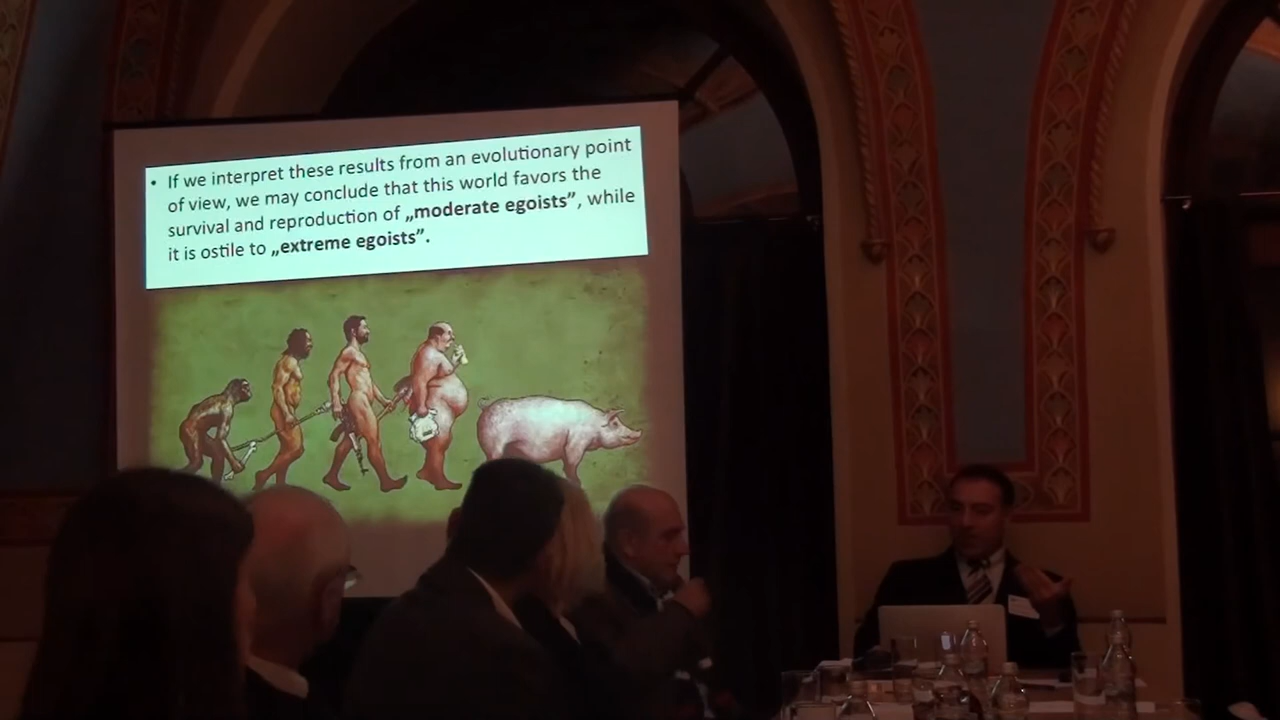 • If we interpret these results from an evolutionary point
of view, we may conclude that this world favors the
survival and reproduction of „moderate egoists”, while
it is ostile to „extreme egoists”.